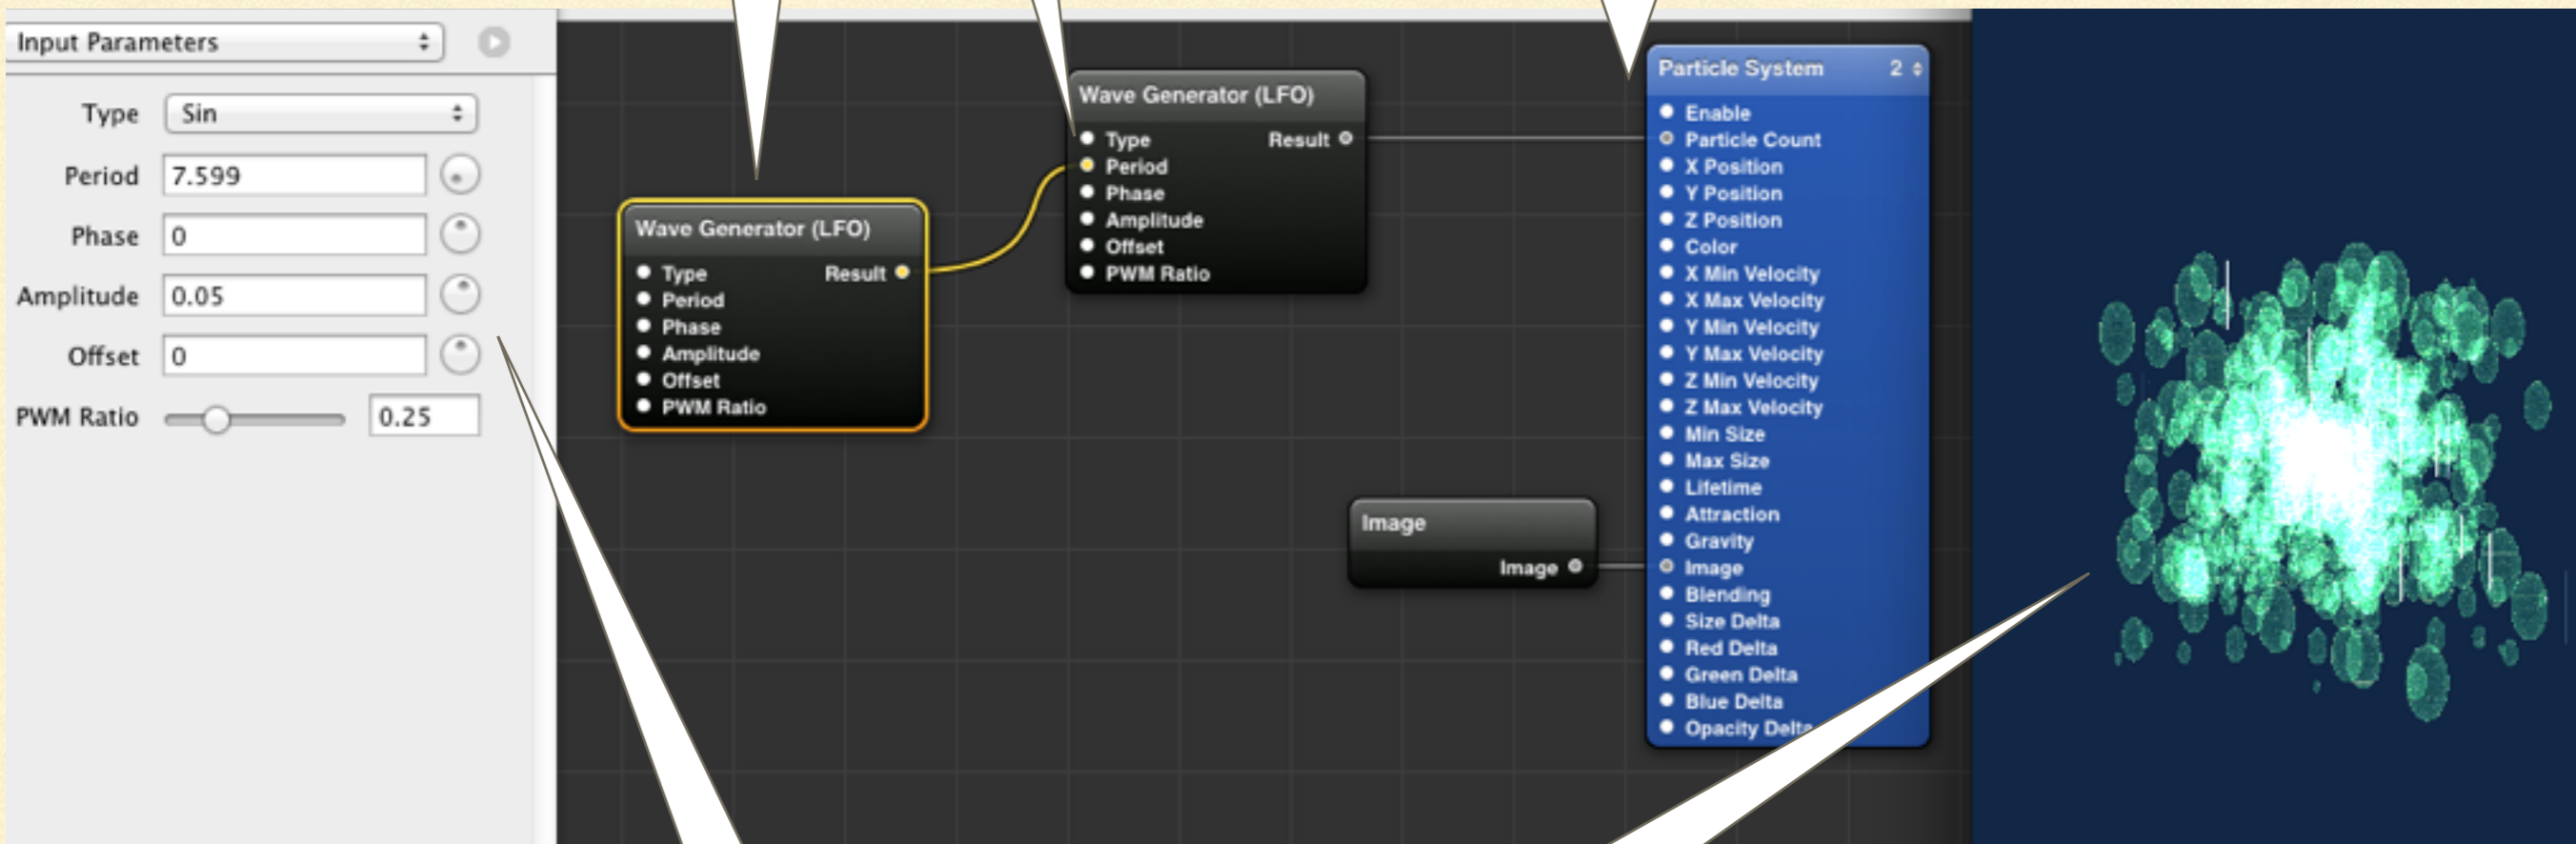 Input Parameters
Type Sin
Period 7.599
Phase 0
Amplitude 0.05
Offset 0
PWM Ratio 0.25
Wave Generator (LFO)
Type Result
Period
Phase
Amplitude
Offset
PWM Ratio
Wave Generator (LFO)
Type Result
Period
Phase
Amplitude
Offset
PWM Ratio
Image
Image
Particle System 2
Enable
Particle Count
X Position
Y Position
Z Position
Color
X Min Velocity
X Max Velocity
Y Min Velocity
Y Max Velocity
Z Min Velocity
Z Max Velocity
Min Size
Max Size
Lifetime
Attraction
Gravity
Image
Blending
Size Delta
Red Delta
Green Delta
Blue Delta
Opacity Delta